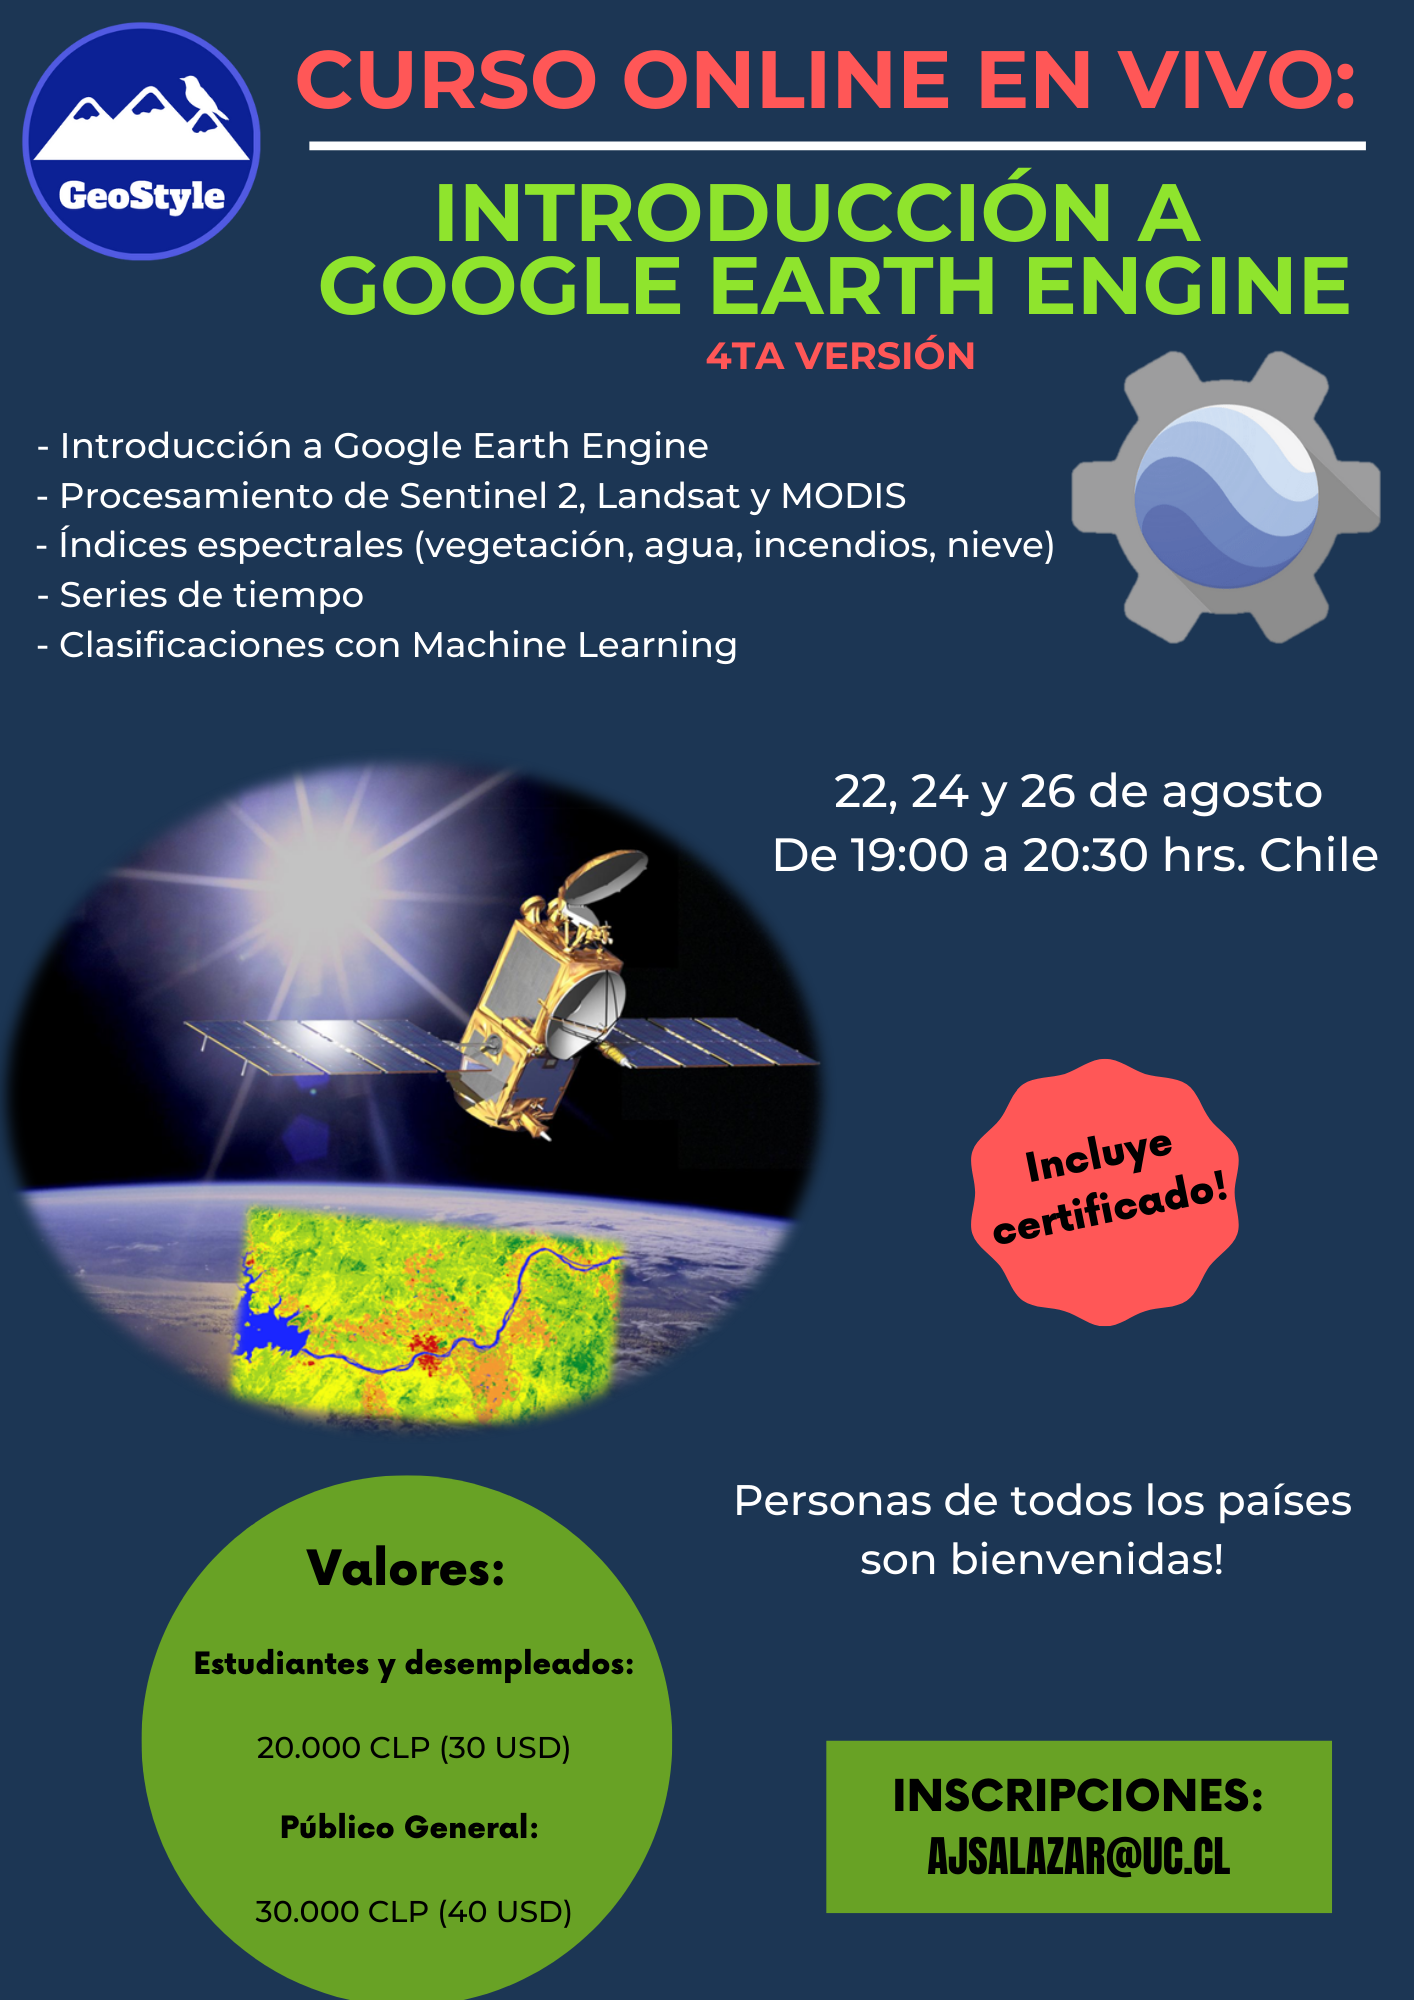 GeoStyle
CURSO ONLINE EN VIVO:
INTRODUCCIÓN A
GOOGLE EARTH ENGINE
4TA VERSIÓN
- Introducción a Google Earth Engine
- Procesamiento de Sentinel 2, Landsat y MODIS
- Índices espectrales (vegetación, agua, incendios, nieve)
- Series de tiempo
- Clasificaciones con Machine Learning
22, 24 y 26 de agosto
De 19:00 a 20:30 hrs. Chile
Incluye
certificado!
Personas de todos los países
son bienvenidas!
Valores:
Estudiantes y desempleados:
20.000 CLP (30 USD)
Público General:
30.000 CLP (40 USD)
INSCRIPCIONES:
AJSALAZAR@UC.CL